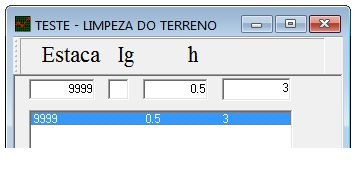 TESTE - LIMPEZA DO TERRENO
Estaca Ig h
9999 0.5 3
9999 0.5 3